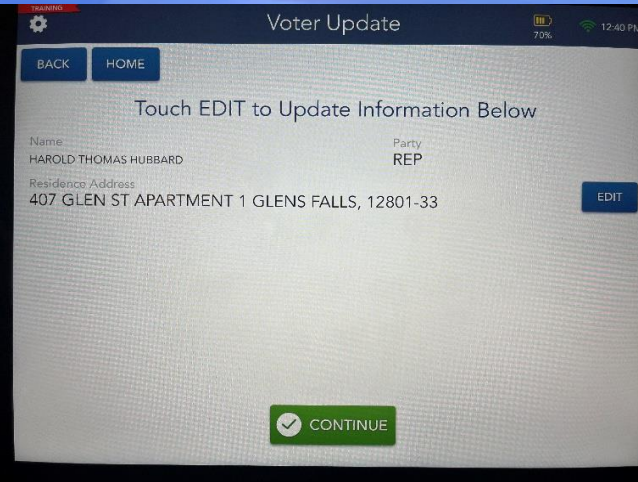 TRAINING
Voter Update
70%
12:40 PM
BACK
HOME
Touch EDIT to Update Information Below
Name
Party
HAROLD THOMAS HUBBARD
REP
Residence Address
407 GLEN ST APARTMENT 1 GLENS FALLS, 12801-33
EDIT
CONTINUE